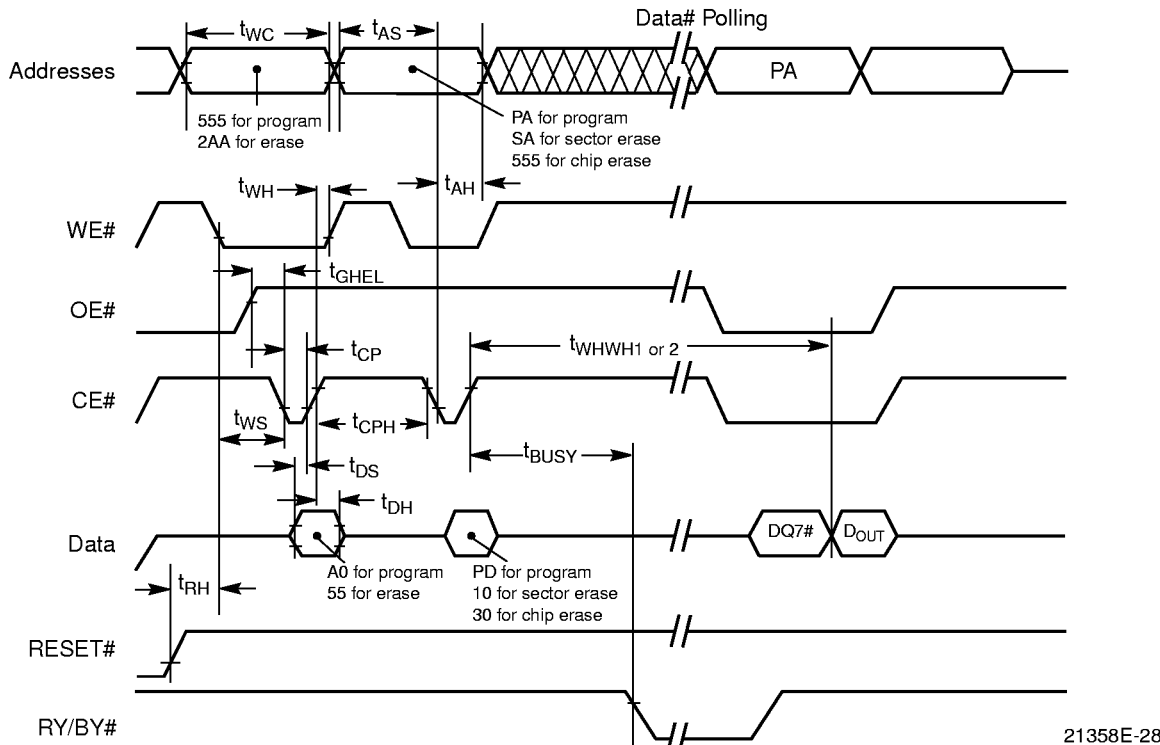 Data# Polling
tWC
tAS
Addresses
PA
555 for program
2AA for erase
PA for program
SA for sector erase
555 for chip erase
tWH
tAH
WE#
tGHEL
OE#
tCP
tWHWH1 or 2
CE#
tWS
tCPH
tBUSY
tDS
tDH
Data
DQ7#
DOUT
A0 for program
55 for erase
PD for program
10 for sector erase
30 for chip erase
tRH
RESET#
RY/BY#
21358E-28